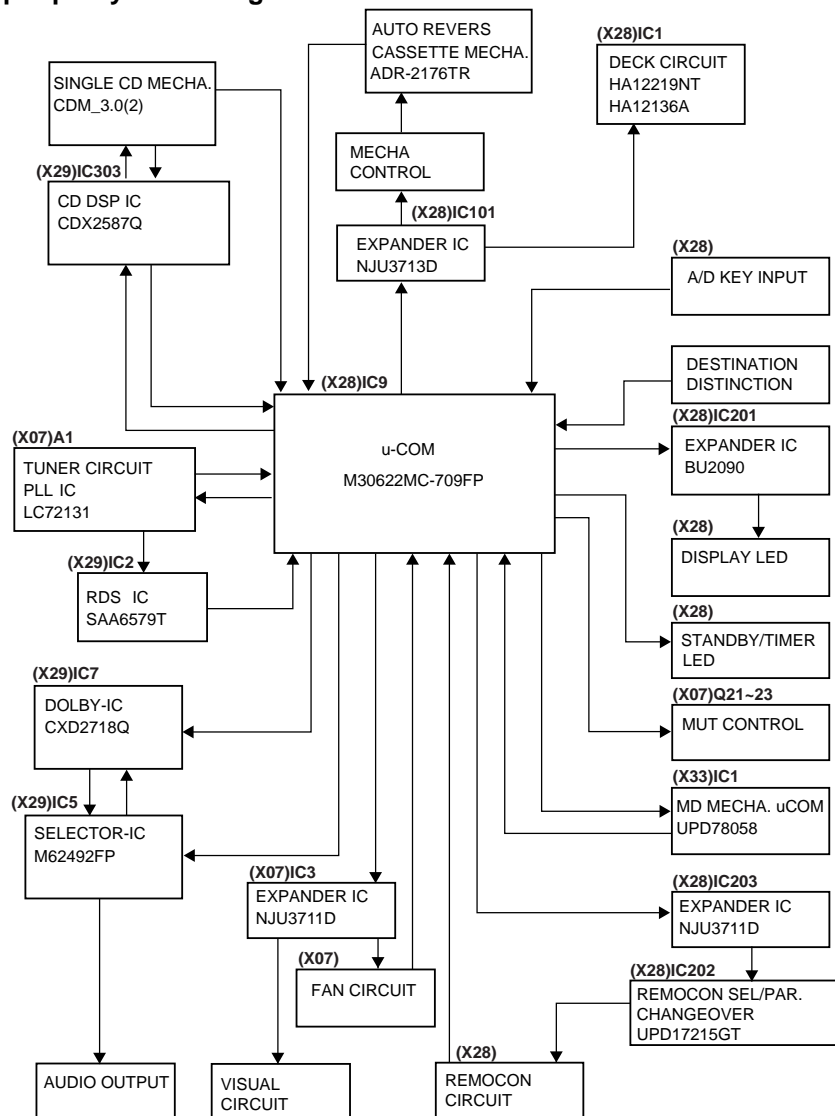 AUTO REVERS
CASSETTE MECHA.
ADR-2176TR
(X28)IC1
DECK CIRCUIT
HA12219NT
HA12136A
SINGLE CD MECHA.
CDM_3.0(2)
MECHA
CONTROL
(X29)IC303
CD DSP IC
CDX2587Q
(X28)IC101
EXPANDER IC
NJU3713D
(X28)
A/D KEY INPUT
DESTINATION
DISTINCTION
(X28)IC9
u-COM
M30622MC-709FP
(X28)IC201
EXPANDER IC
BU2090
(X07)A1
TUNER CIRCUIT
PLL IC
LC72131
(X28)
DISPLAY LED
(X29)IC2
RDS IC
SAA6579T
(X28)
STANDBY/TIMER
LED
(X29)IC7
DOLBY-IC
CXD2718Q
(X07)Q21~23
MUT CONTROL
(X33)IC1
MD MECHA. uCOM
UPD78058
(X29)IC5
SELECTOR-IC
M62492FP
(X07)IC3
EXPANDER IC
NJU3711D
(X28)IC203
EXPANDER IC
NJU3711D
(X07)
FAN CIRCUIT
(X28)IC202
REMOCON SEL/PAR.
CHANGEOVER
UPD17215GT
AUDIO OUTPUT
VISUAL
CIRCUIT
(X28)
REMOCON
CIRCUIT